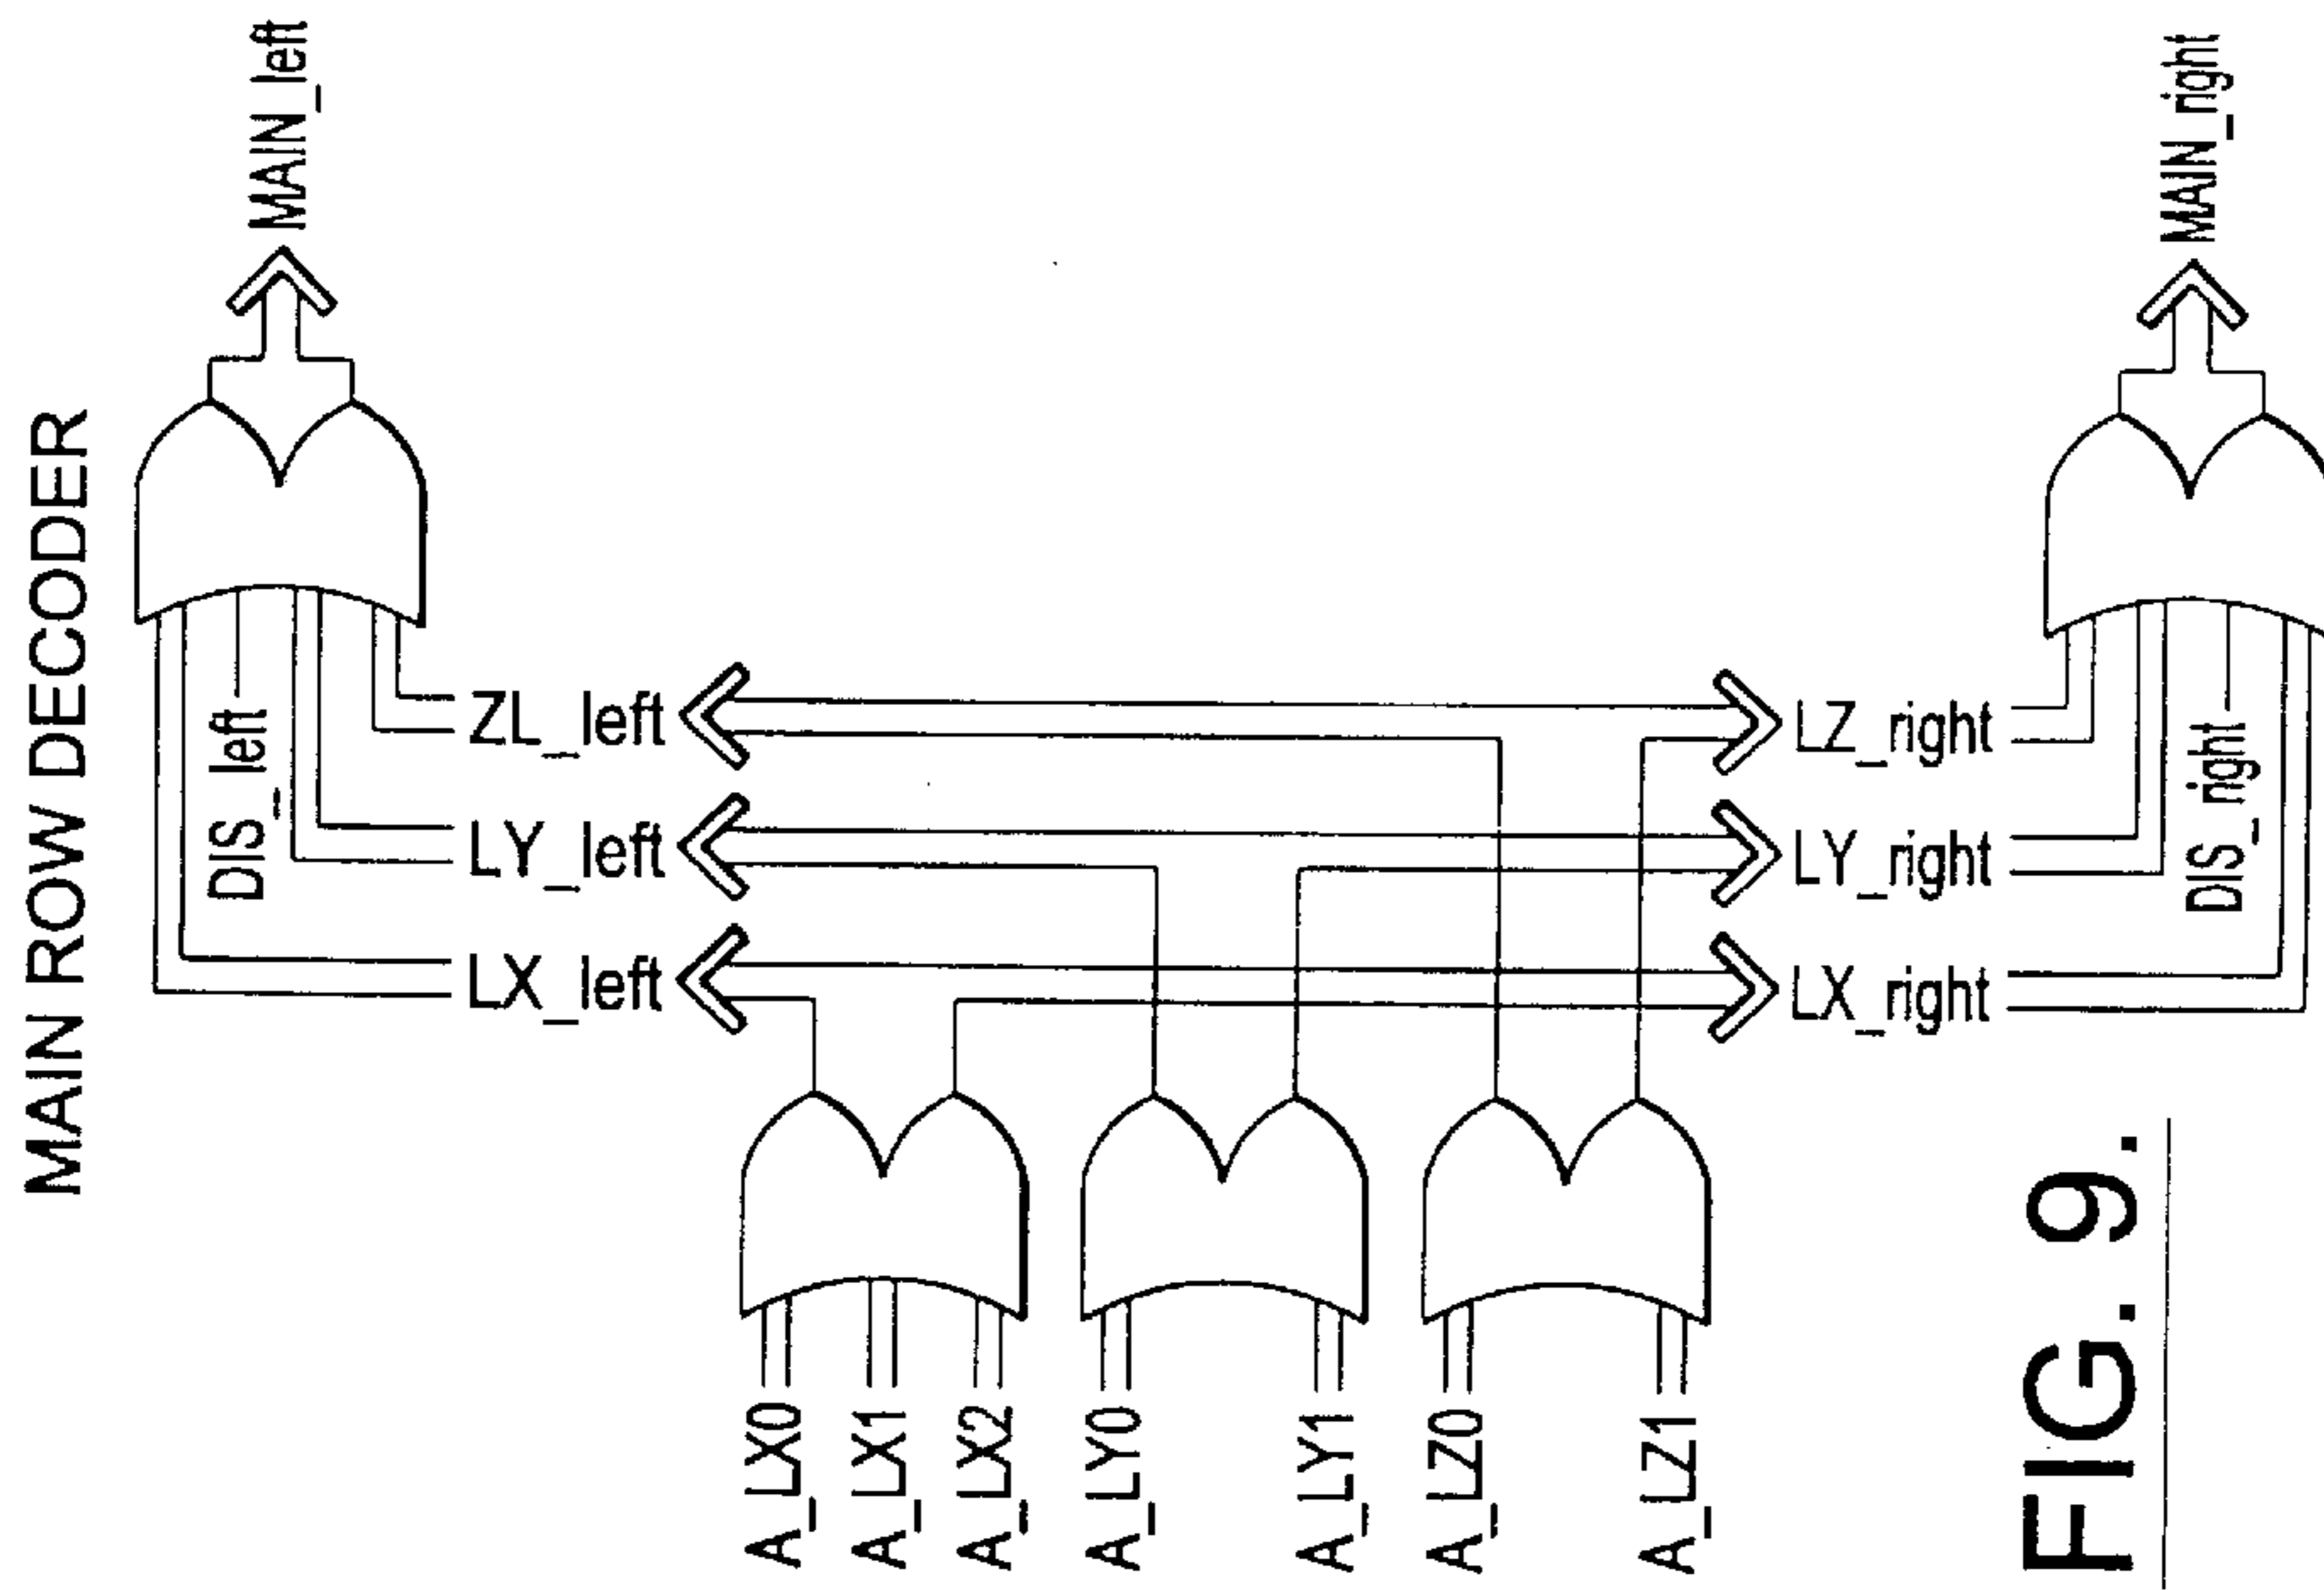 MAIN ROW DECODER
MAIN_left
MAIN_right
DIS_left
DIS_right
ZL_left
LY_left
LX_left
LZ_right
LY_right
LX_right
A_LX0
A_LX1
A_LX2
A_LY0
A_LY1
A_LZ0
A_LZ1
FIG. 9.